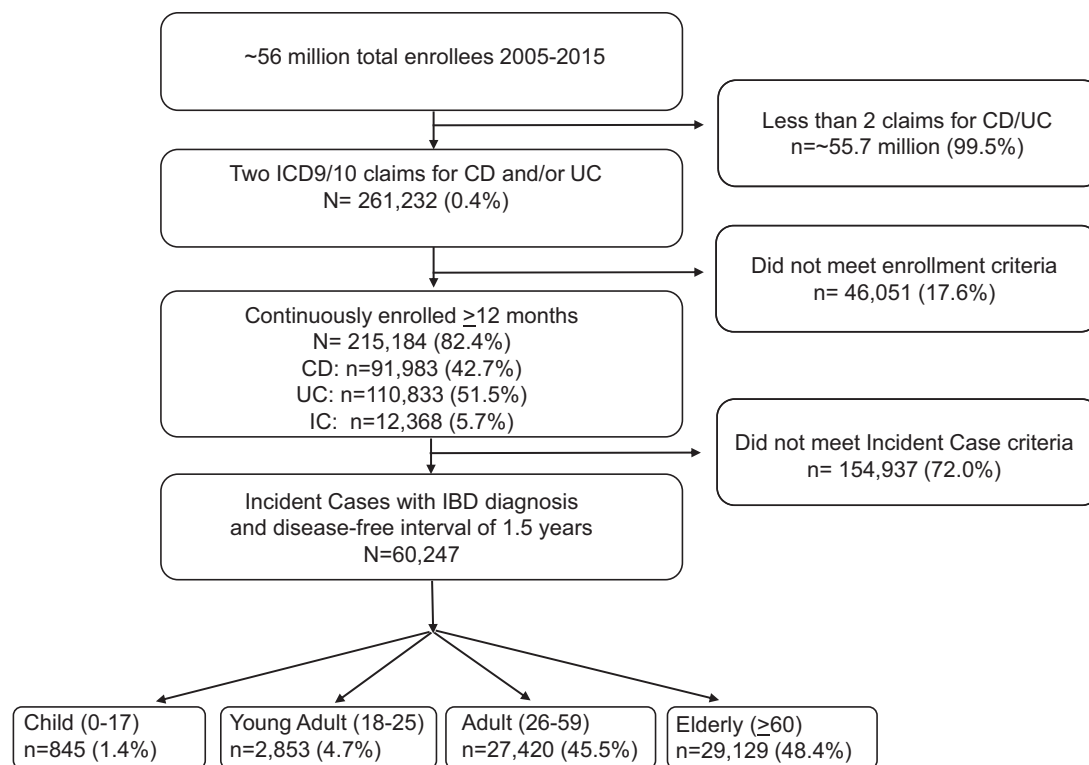 ~56 million total enrollees 2005-2015
Less than 2 claims for CD/UC
n=~55.7 million (99.5%)
Two ICD9/10 claims for CD and/or UC
N= 261,232 (0.4%)
Did not meet enrollment criteria
n= 46,051 (17.6%)
Continuously enrolled ≥12 months
N= 215,184 (82.4%)
CD: n=91,983 (42.7%)
UC: n=110,833 (51.5%)
IC: n=12,368 (5.7%)
Did not meet Incident Case criteria
n= 154,937 (72.0%)
Incident Cases with IBD diagnosis
and disease-free interval of 1.5 years
N=60,247
Child (0-17)
n=845 (1.4%)
Young Adult (18-25)
n=2,853 (4.7%)
Adult (26-59)
n=27,420 (45.5%)
Elderly (≥60)
n=29,129 (48.4%)